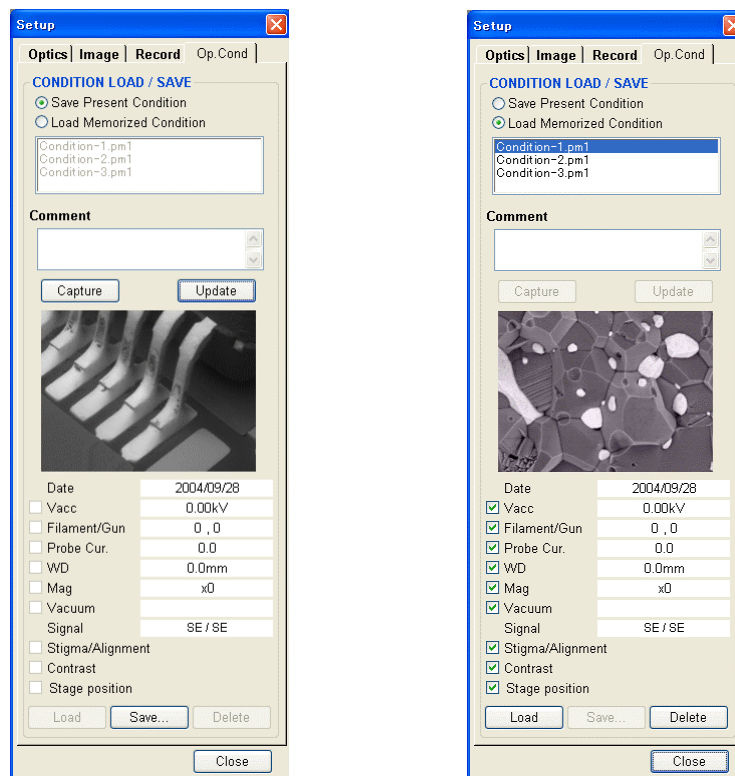 Setup
Optics Image Record Op.Cond
CONDITION LOAD / SAVE
Save Present Condition
Load Memorized Condition
Condition-1.pm1
Condition-2.pm1
Condition-3.pm1
Comment
Capture Update
Date 2004/09/28
Vacc 0.00kV
Filament/Gun 0 , 0
Probe Cur. 0.0
WD 0.0mm
Mag x0
Vacuum
Signal SE / SE
Stigma/Alignment
Contrast
Stage position
Load Save... Delete
Close
Setup
Optics Image Record Op.Cond
CONDITION LOAD / SAVE
Save Present Condition
Load Memorized Condition
Condition-1.pm1
Condition-2.pm1
Condition-3.pm1
Comment
Capture Update
Date 2004/09/28
Vacc 0.00kV
Filament/Gun 0 , 0
Probe Cur. 0.0
WD 0.0mm
Mag x0
Vacuum
Signal SE / SE
Stigma/Alignment
Contrast
Stage position
Load Save... Delete
Close